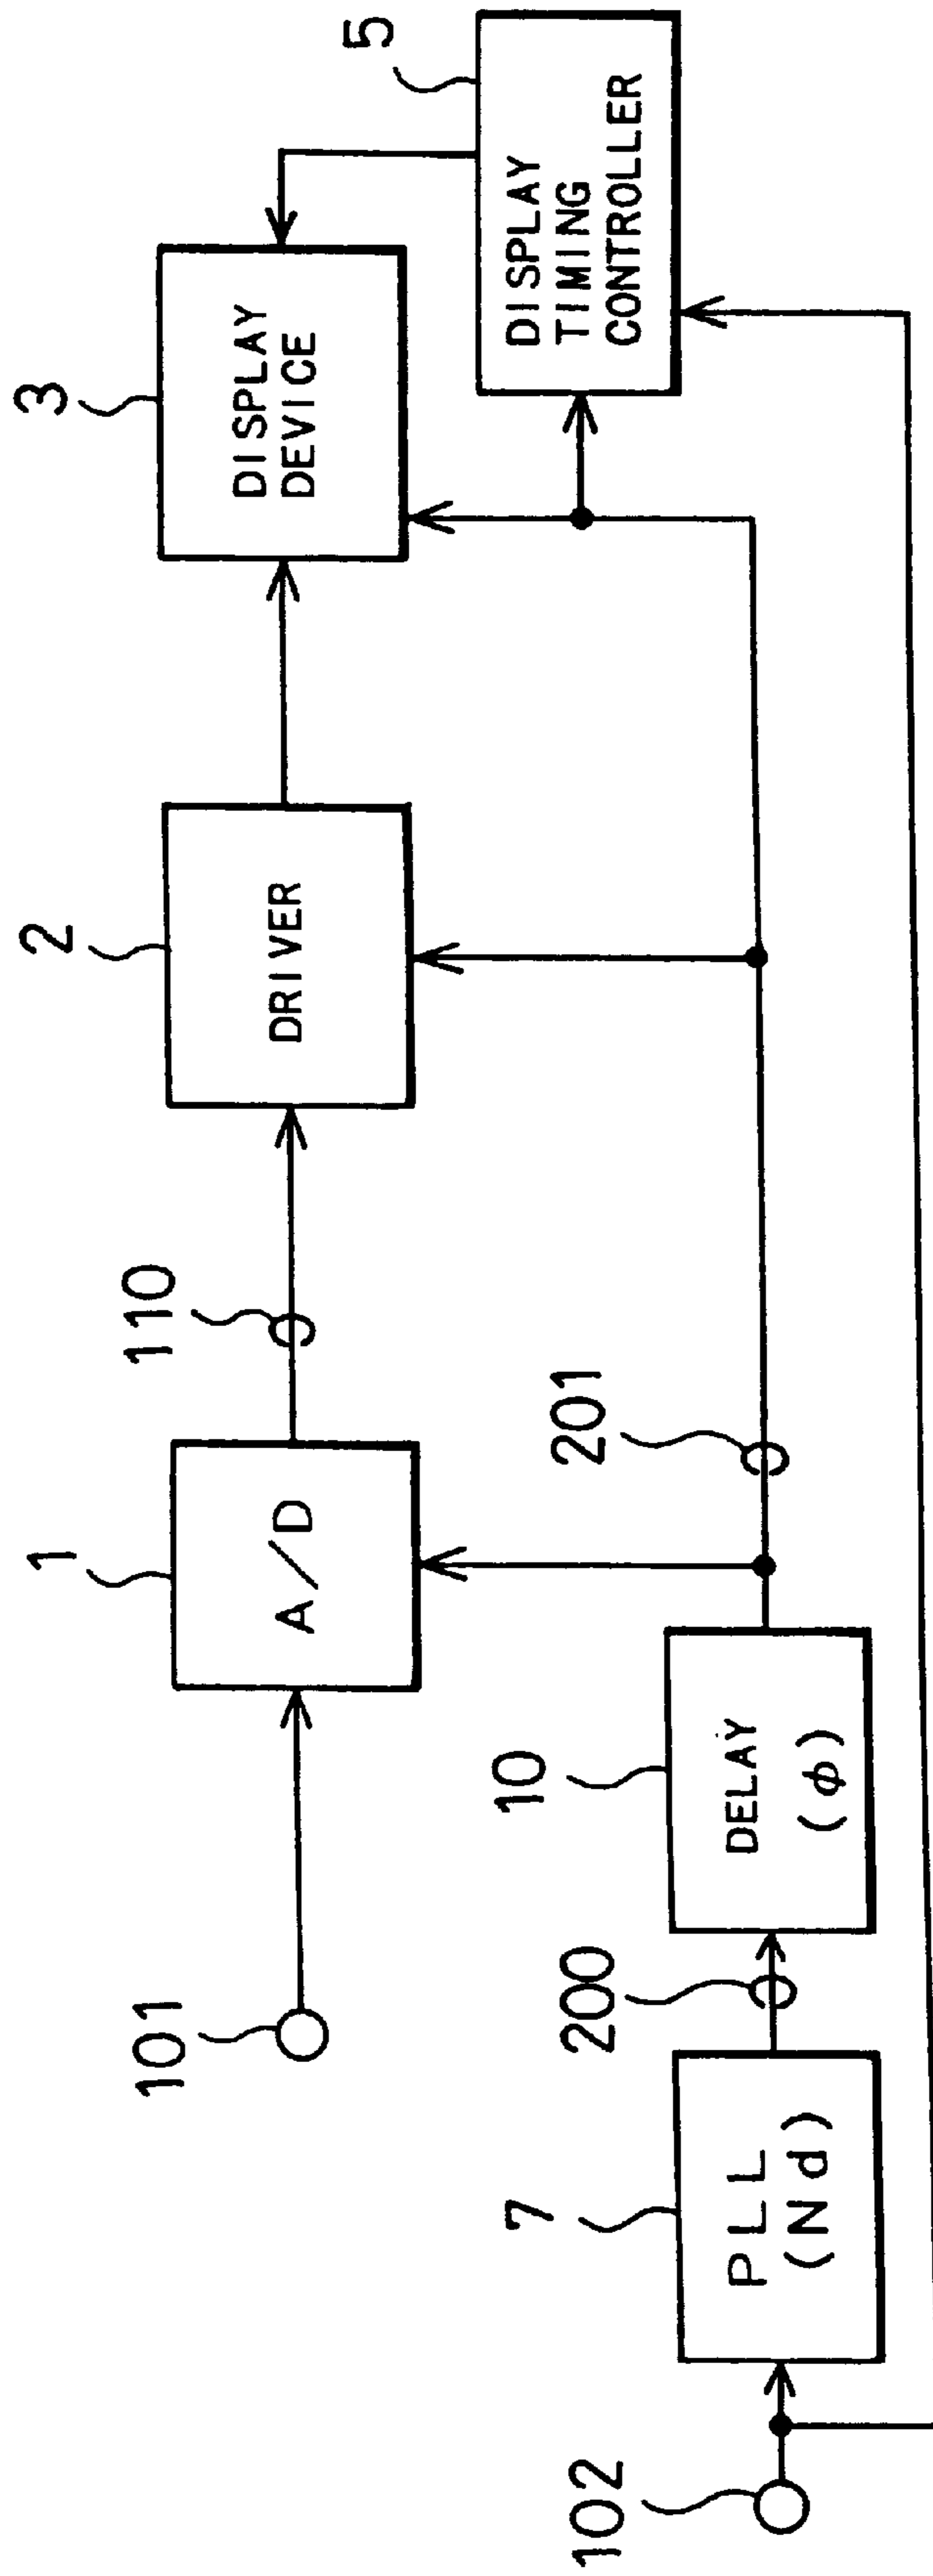 3
DISPLAY
DEVICE
5
DISPLAY
TIMING
CONTROLLER
2
DRIVER
110
1
A/D
201
101
10
DELAY
(φ)
200
7
PLL
(Nd)
102